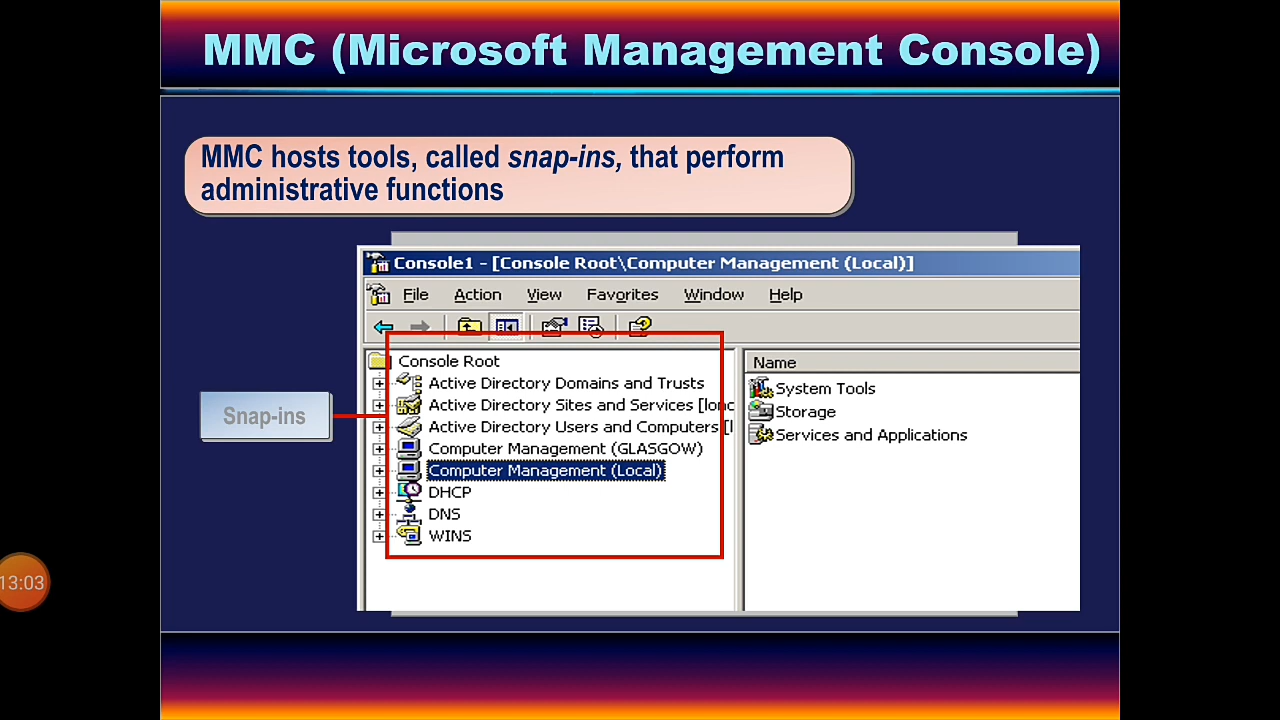 MMC (Microsoft Management Console)
MMC hosts tools, called snap-ins, that perform
administrative functions
Console1 - [Console Root\Computer Management (Local)]
File Action View Favorites Window Help
Console Root
Active Directory Domains and Trusts
Active Directory Sites and Services [lonc
Active Directory Users and Computers [l
Computer Management (GLASGOW)
Computer Management (Local)
DHCP
DNS
WINS
Name
System Tools
Storage
Services and Applications
Snap-ins
13:03